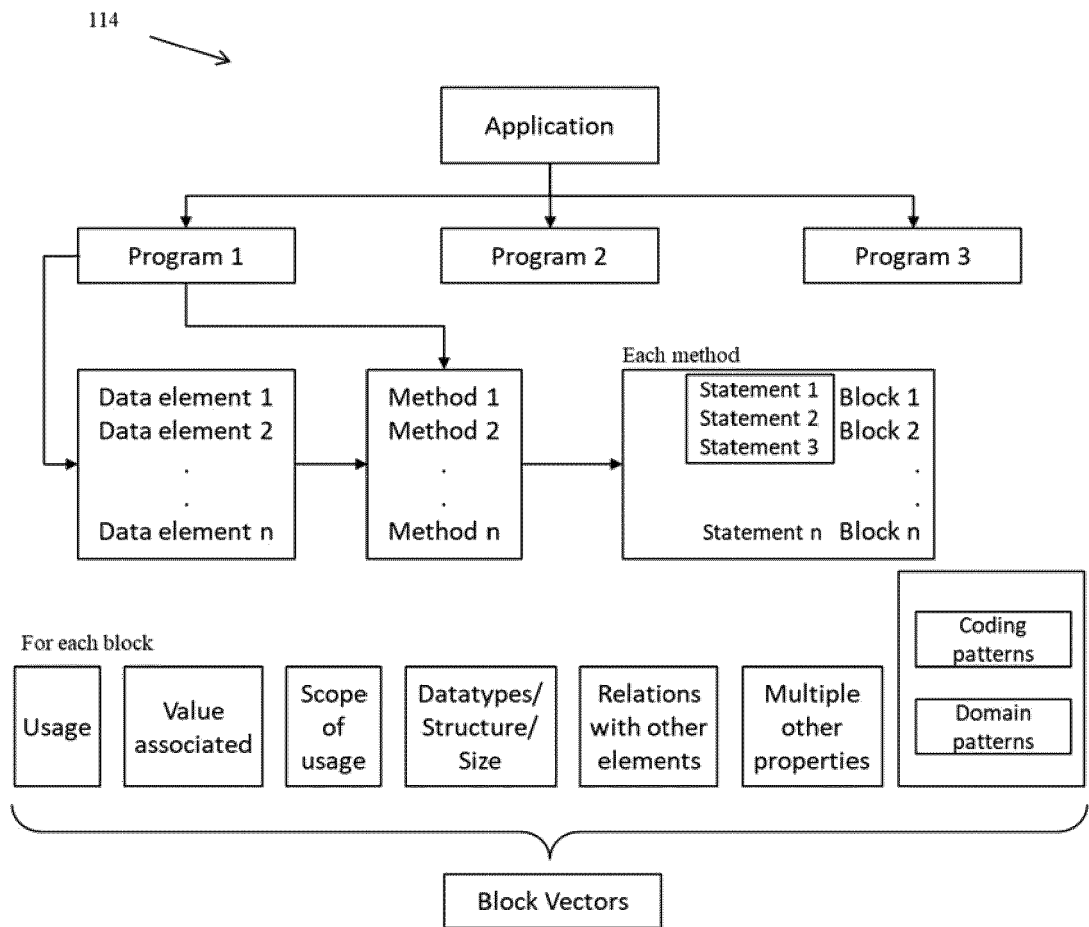 114
Application
Program 1
Program 2
Program 3
Each method
Data element 1
Data element 2
.
.
Data element n
Method 1
Method 2
.
.
Method n
Statement 1
Statement 2
Statement 3
Statement n
Block 1
Block 2
.
.
Block n
For each block
Usage
Value
associated
Scope
of
usage
Datatypes/
Structure/
Size
Relations
with other
elements
Multiple
other
properties
Coding
patterns
Domain
patterns
Block Vectors